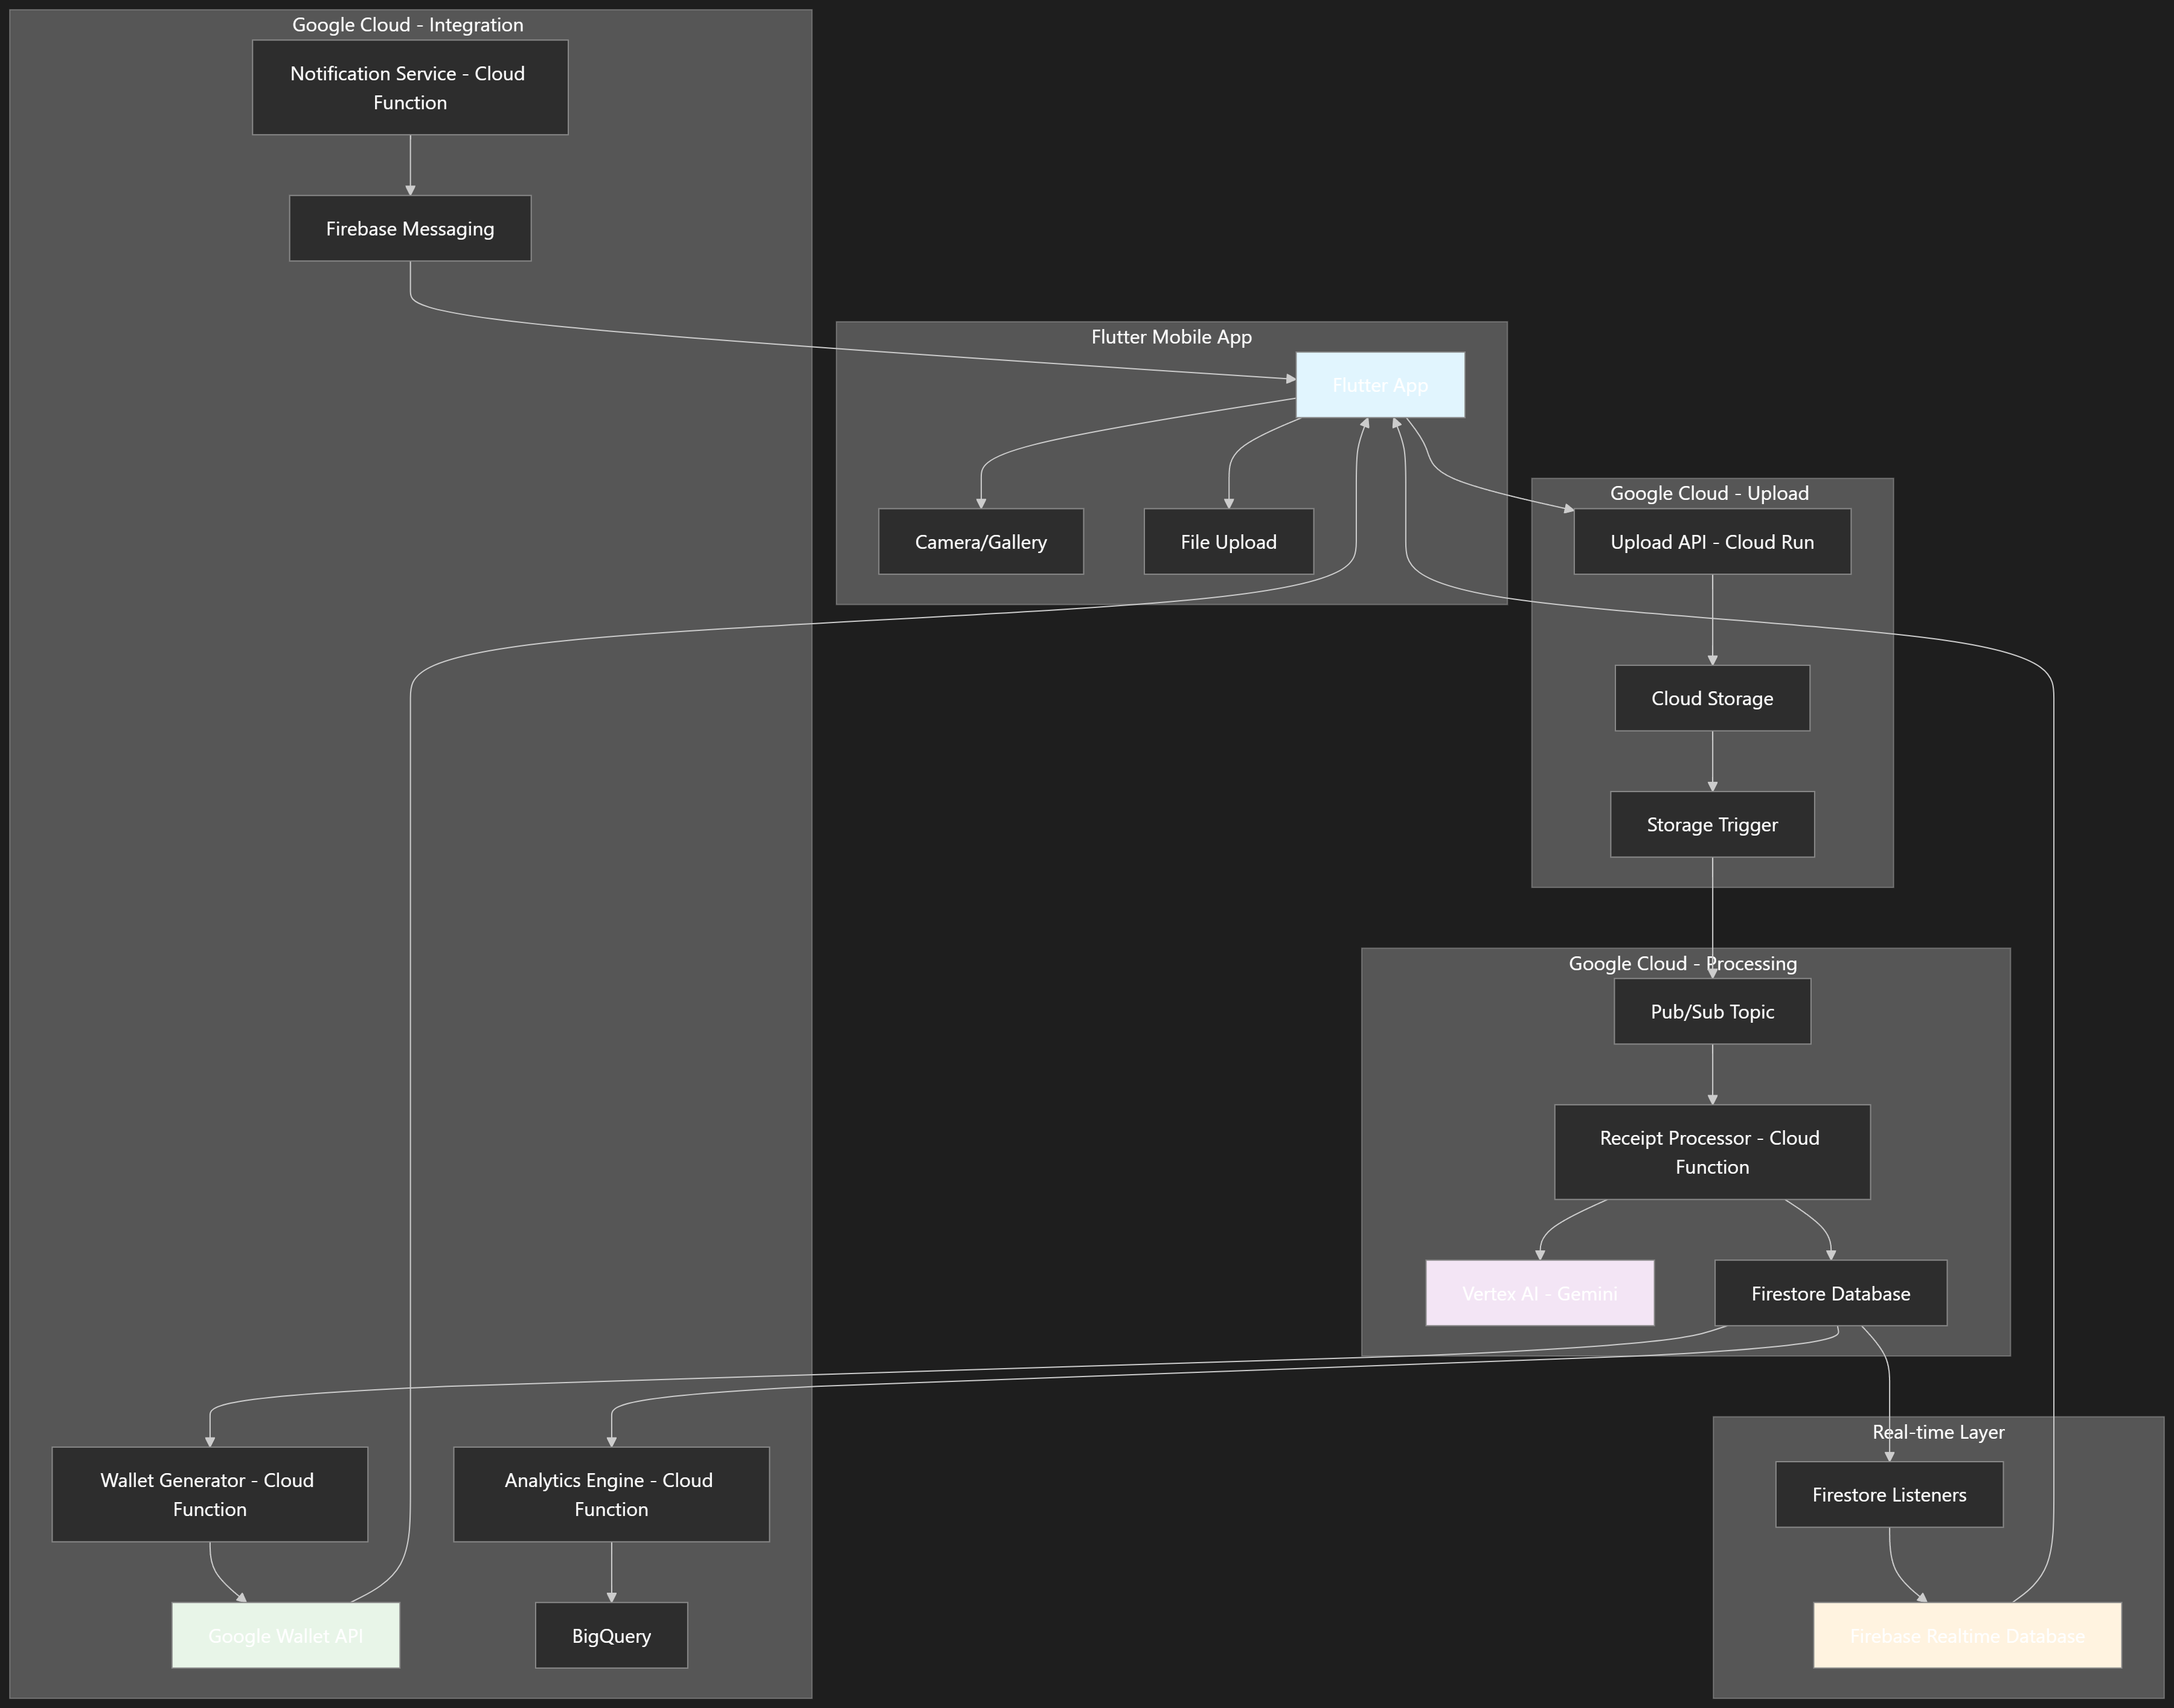 Google Cloud - Integration
Notification Service - Cloud
Function
Firebase Messaging
Flutter Mobile App
Flutter App
Camera/Gallery
File Upload
Google Cloud - Upload
Upload API - Cloud Run
Cloud Storage
Storage Trigger
Google Cloud - Processing
Pub/Sub Topic
Receipt Processor - Cloud
Function
Vertex AI - Gemini
Firestore Database
Wallet Generator - Cloud
Function
Analytics Engine - Cloud
Function
Google Wallet API
BigQuery
Real-time Layer
Firestore Listeners
Firebase Realtime Database